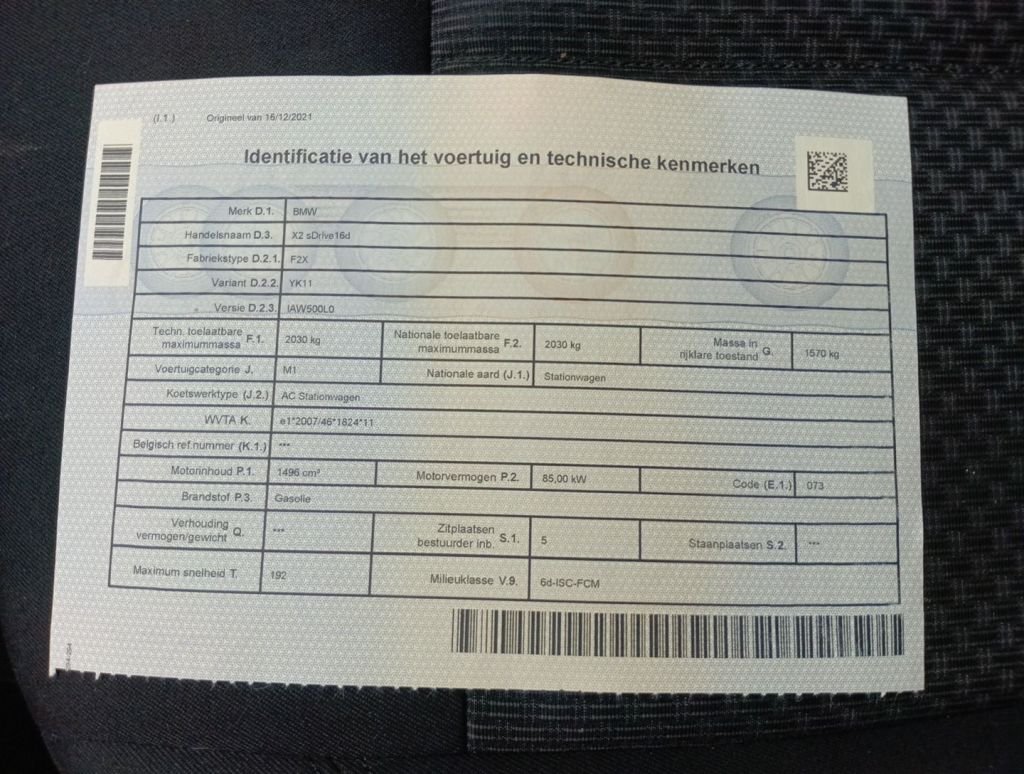 (I.1.) Origineel van 16/12/2021
Identificatie van het voertuig en technische kenmerken
Merk D.1. BMW
Handelsnaam D.3. X2 sDrive16d
Fabriekstype D.2.1. F2X
Variant D.2.2. YK11
Versie D.2.3. IAW500L0
Techn. toelaatbare maximummassa F.1. 2030 kg Nationale toelaatbare maximummassa F.2. 2030 kg Massa in rijklare toestand G. 1570 kg
Voertuigcategorie J. M1 Nationale aard (J.1.) Stationwagen
Koetswerktype (J.2.) AC Stationwagen
WVTA K. e1*2007/46*1824*11
Belgisch ref.nummer (K.1.) ---
Motorinhoud P.1. 1496 cm³ Motorvermogen P.2. 85,00 kW Code (E.1.) 073
Brandstof P.3. Gasolie
Verhouding vermogen/gewicht Q. --- Zitplaatsen bestuurder inb. S.1. 5 Staanplaatsen S.2. ---
Maximum snelheid T. 192 Milieuklasse V.9. 6d-ISC-FCM